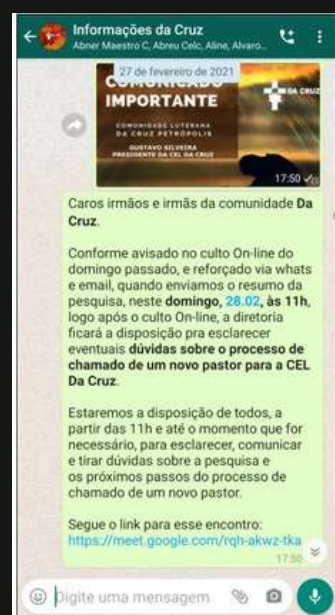 Informações da Cruz
Abner Maestro C, Abreu Celc, Aline, Alvaro...
27 de fevereiro de 2021
COMUNICADO
IMPORTANTE
DA CRUZ
COMUNIDADE LUTERANA
DA CRUZ PETRÓPOLIS
GUSTAVO SILVEIRA
PRESIDENTE DA CEL DA CRUZ
17:50
Caros irmãos e irmãs da comunidade Da
Cruz.
Conforme avisado no culto On-line do
domingo passado, e reforçado via whats
e email, quando enviamos o resumo da
pesquisa, neste domingo, 28.02, às 11h,
logo após o culto On-line, a diretoria
ficará a disposição pra esclarecer
eventuais dúvidas sobre o processo de
chamado de um novo pastor para a CEL
Da Cruz.
Estaremos a disposição de todos, a
partir das 11h e até o momento que for
necessário, para esclarecer, comunicar
e tirar dúvidas sobre a pesquisa e
os próximos passos do processo de
chamado de um novo pastor.
Segue o link para esse encontro:
https://meet.google.com/rqh-akwz-tka
17:50
Digite uma mensagem